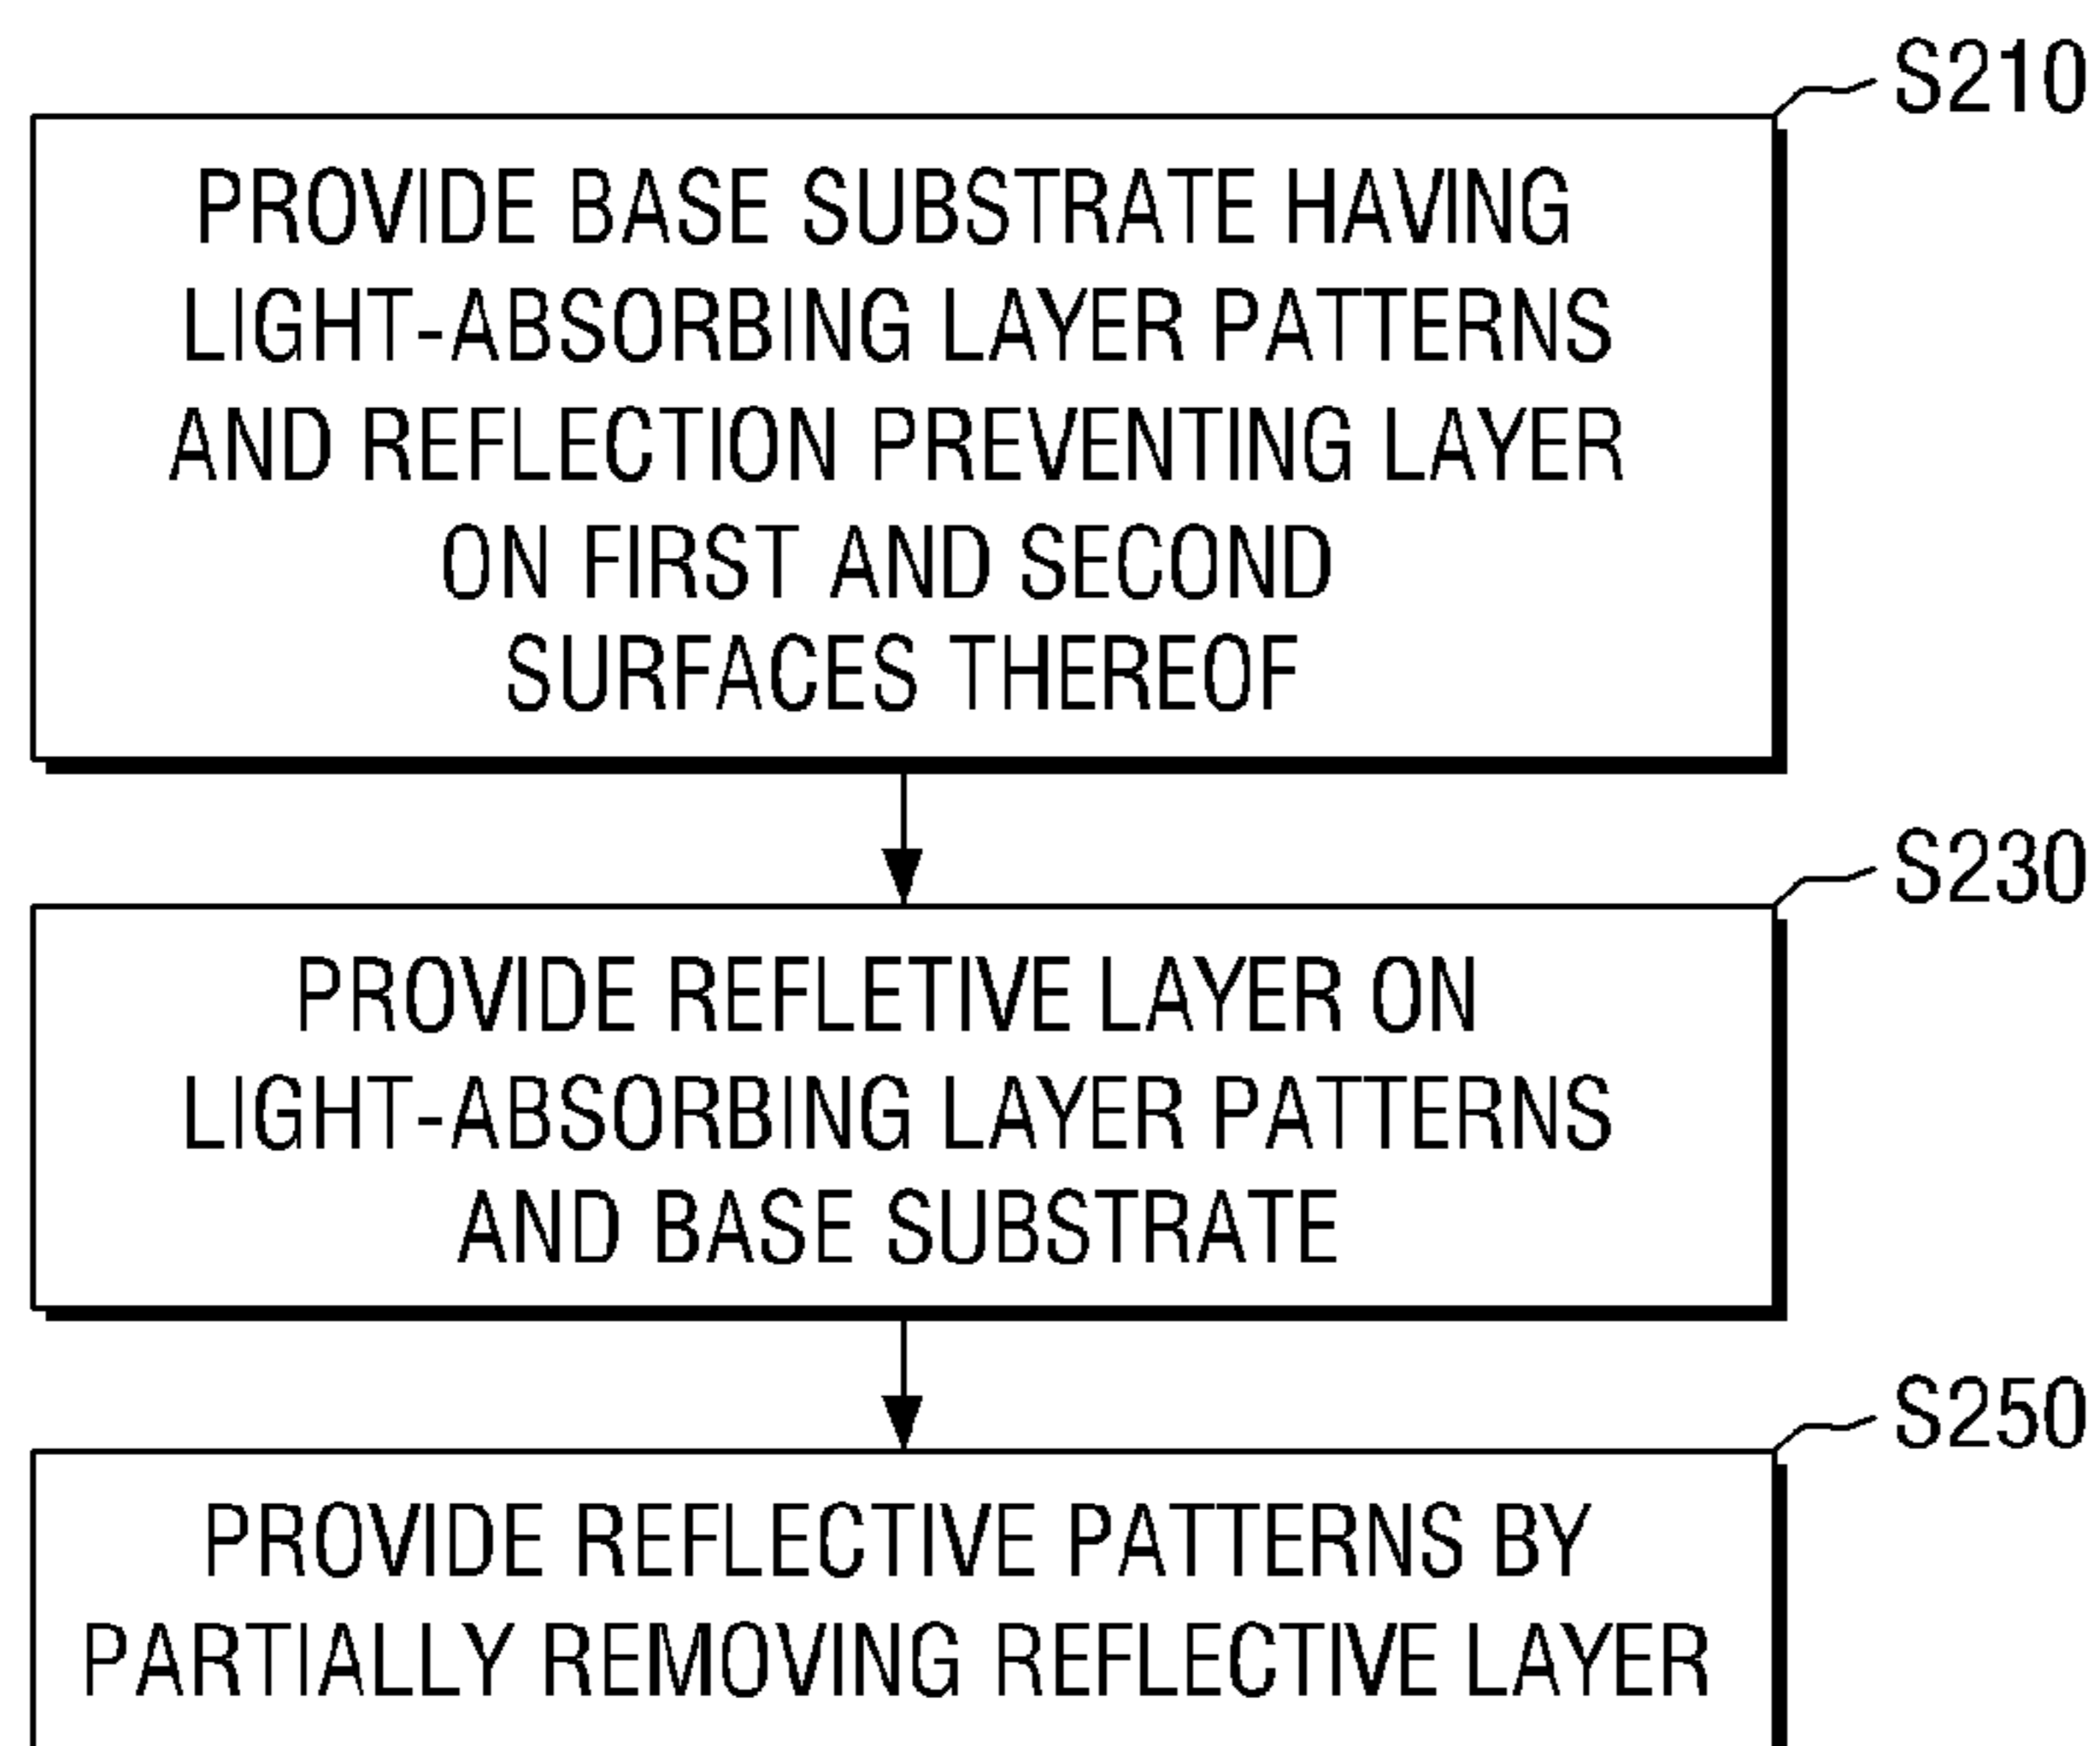 S210
PROVIDE BASE SUBSTRATE HAVING
LIGHT-ABSORBING LAYER PATTERNS
AND REFLECTION PREVENTING LAYER
ON FIRST AND SECOND
SURFACES THEREOF
S230
PROVIDE REFLETIVE LAYER ON
LIGHT-ABSORBING LAYER PATTERNS
AND BASE SUBSTRATE
S250
PROVIDE REFLECTIVE PATTERNS BY
PARTIALLY REMOVING REFLECTIVE LAYER